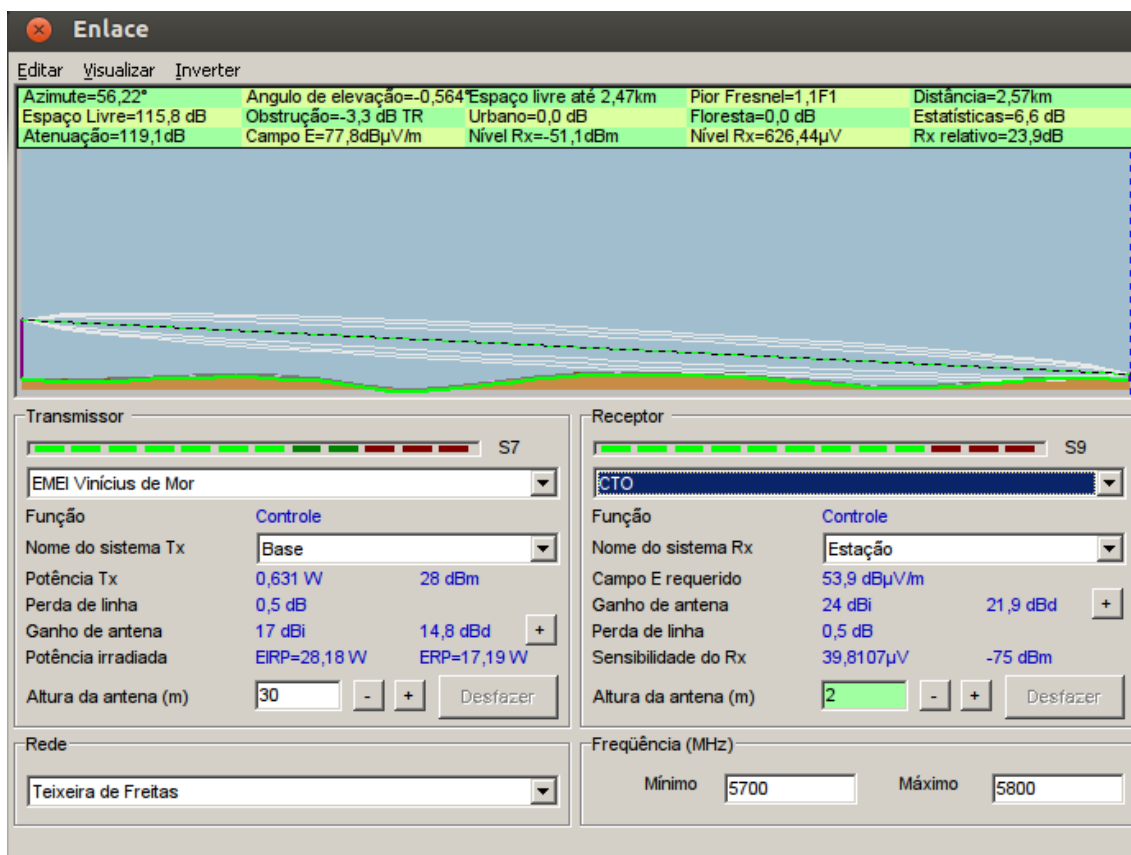 Enlace
Editar Visualizar Inverter
Azimute=56,22° Angulo de elevação=-0,564° Espaço livre até 2,47km Pior Fresnel=1,1F1 Distância=2,57km
Espaço Livre=115,8 dB Obstrução=-3,3 dB TR Urbano=0,0 dB Floresta=0,0 dB Estatísticas=6,6 dB
Atenuação=119,1dB Campo E=77,8dBµV/m Nível Rx=-51,1dBm Nível Rx=626,44µV Rx relativo=23,9dB
Transmissor
S7
EMEI Vinícius de Mor
Função Controle
Nome do sistema Tx Base
Potência Tx 0,631 W 28 dBm
Perda de linha 0,5 dB
Ganho de antena 17 dBi 14,8 dBd +
Potência irradiada EIRP=28,18 W ERP=17,19 W
Altura da antena (m) 30 - + Desfazer
Receptor
S9
CTO
Função Controle
Nome do sistema Rx Estação
Campo E requerido 53,9 dBµV/m
Ganho de antena 24 dBi 21,9 dBd +
Perda de linha 0,5 dB
Sensibilidade do Rx 39,8107µV -75 dBm
Altura da antena (m) 2 - + Desfazer
Rede
Teixeira de Freitas
Freqüência (MHz)
Mínimo 5700 Máximo 5800